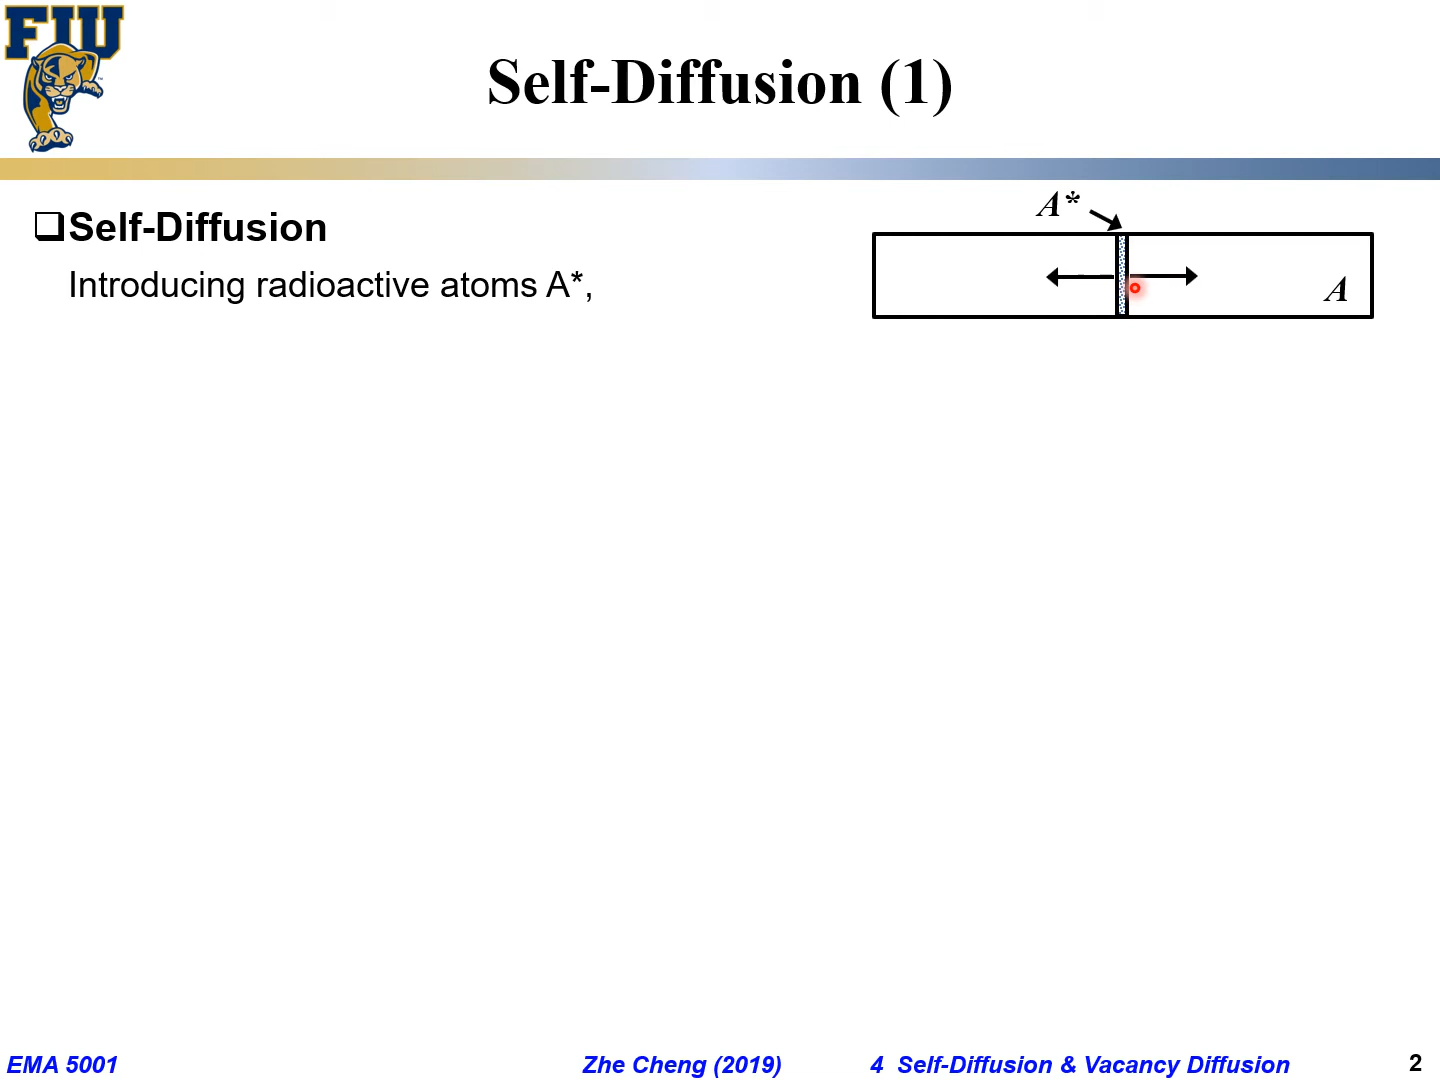 FIU
Self-Diffusion (1)
A*
Self-Diffusion
Introducing radioactive atoms A*,
A
EMA 5001
Zhe Cheng (2019)
4 Self-Diffusion & Vacancy Diffusion
2